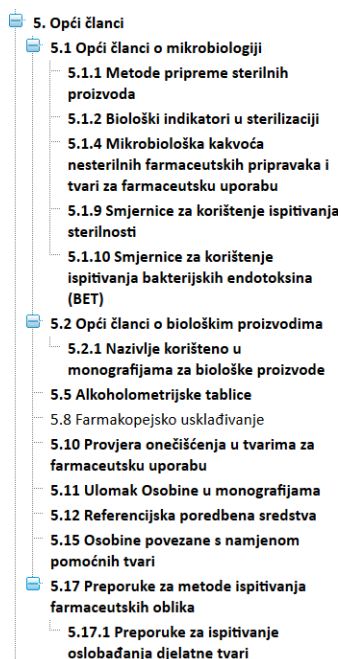 5. Opći članci
5.1 Opći članci o mikrobiologiji
5.1.1 Metode pripreme sterilnih
proizvoda
5.1.2 Biološki indikatori u sterilizaciji
5.1.4 Mikrobiološka kakvoća
nesterilnih farmaceutskih pripravaka i
tvari za farmaceutsku uporabu
5.1.9 Smjernice za korištenje ispitivanja
sterilnosti
5.1.10 Smjernice za korištenje
ispitivanja bakterijskih endotoksina
(BET)
5.2 Opći članci o biološkim proizvodima
5.2.1 Nazivlje korišteno u
monografijama za biološke proizvode
5.5 Alkoholometrijske tablice
5.8 Farmakopejsko usklađivanje
5.10 Provjera onečišćenja u tvarima za
farmaceutsku uporabu
5.11 Ulomak Osobine u monografijama
5.12 Referencijska poredbena sredstva
5.15 Osobine povezane s namjenom
pomoćnih tvari
5.17 Preporuke za metode ispitivanja
farmaceutskih oblika
5.17.1 Preporuke za ispitivanje
oslobađanja djelatne tvari